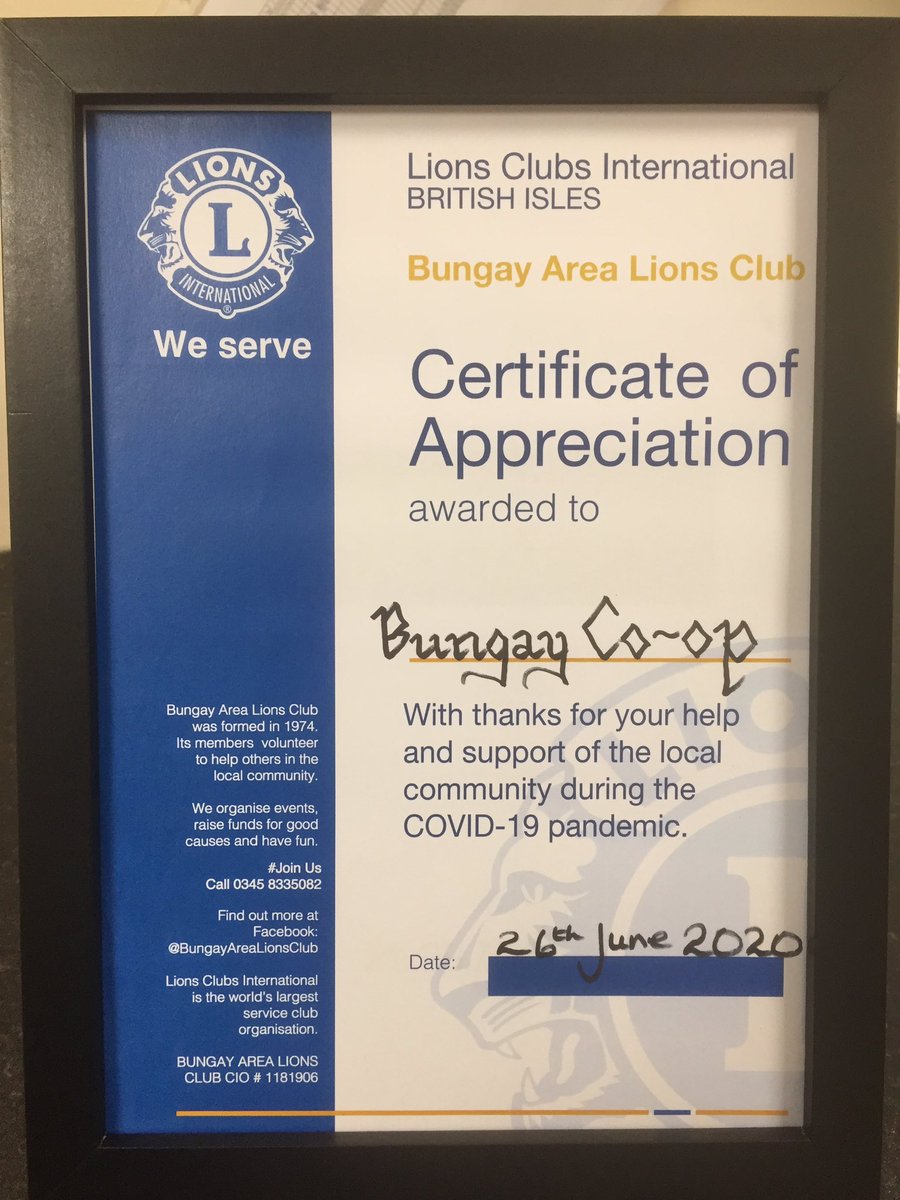 LIONS
L
INTERNATIONAL
®
We serve
Lions Clubs International
BRITISH ISLES
Bungay Area Lions Club
Certificate of
Appreciation
awarded to
Bungay Co-op
With thanks for your help
and support of the local
community during the
COVID-19 pandemic.
Date: 26th June 2020
Bungay Area Lions Club
was formed in 1974.
Its members volunteer
to help others in the
local community.
We organise events,
raise funds for good
causes and have fun.
#Join Us
Call 0345 8335082
Find out more at
Facebook:
@BungayAreaLionsClub
Lions Clubs International
is the world's largest
service club
organisation.
BUNGAY AREA LIONS
CLUB CIO # 1181906
LIO
L